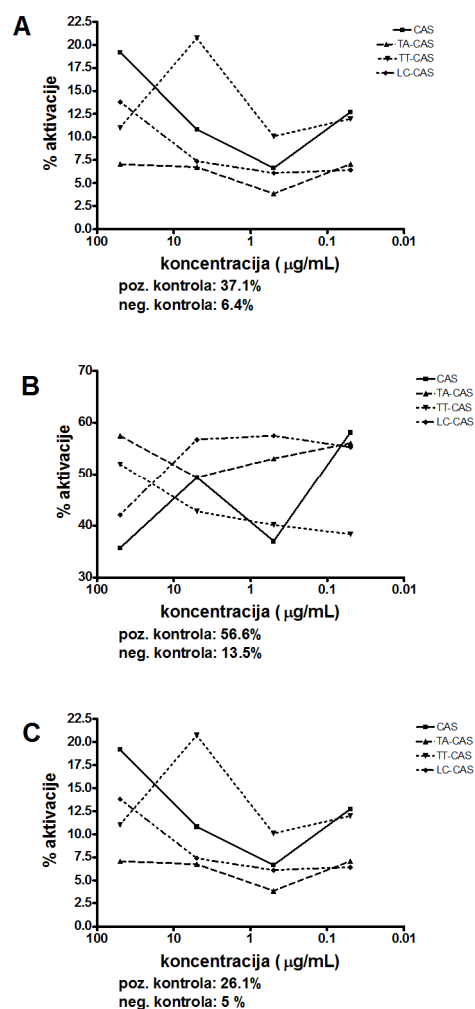 A
22.5
20.0
17.5
15.0
12.5
10.0
7.5
5.0
2.5
0.0
% aktivacije
100 10 1 0.1 0.01
koncentracija ( μg/mL)
CAS
TA-CAS
TT-CAS
LC-CAS
poz. kontrola: 37.1%
neg. kontrola: 6.4%
B
70
60
50
40
30
% aktivacije
100 10 1 0.1 0.01
koncentracija ( μg/mL)
CAS
TA-CAS
TT-CAS
LC-CAS
poz. kontrola: 56.6%
neg. kontrola: 13.5%
C
22.5
20.0
17.5
15.0
12.5
10.0
7.5
5.0
2.5
0.0
% aktivacije
100 10 1 0.1 0.01
koncentracija ( μg/mL)
CAS
TA-CAS
TT-CAS
LC-CAS
poz. kontrola: 26.1%
neg. kontrola: 5 %